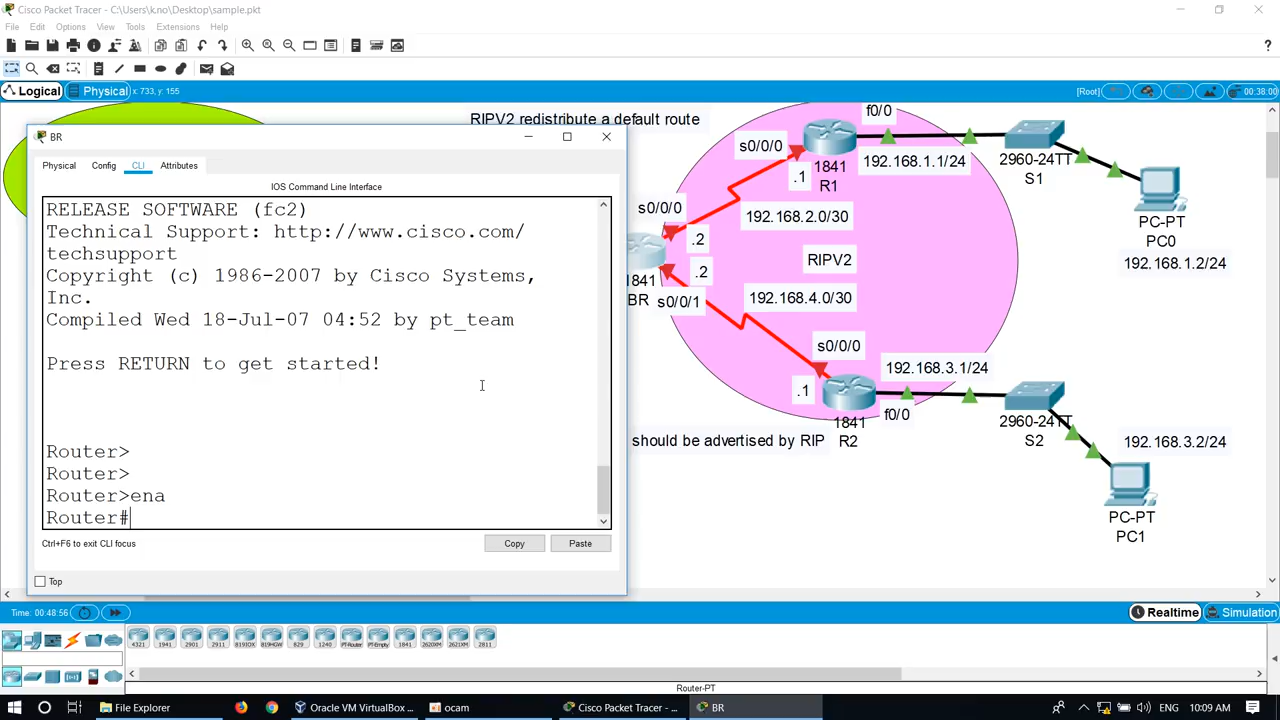 Cisco Packet Tracer - C:\Users\k.no\Desktop\sample.pkt
File Edit Options View Tools Extensions Help
?
Logical Physical x: 733, y: 155
[Root] 00:38:00
BR
Physical Config CLI Attributes
IOS Command Line Interface
RELEASE SOFTWARE (fc2)
Technical Support: http://www.cisco.com/
techsupport
Copyright (c) 1986-2007 by Cisco Systems,
Inc.
Compiled Wed 18-Jul-07 04:52 by pt_team
Press RETURN to get started!
Router>
Router>
Router>ena
Router#
Ctrl+F6 to exit CLI focus
Copy Paste
Top
RIPV2 redistribute a default route
f0/0
s0/0/0
1841
R1
192.168.1.1/24
2960-24TT
S1
.1
s0/0/0
192.168.2.0/30
PC-PT
PC0
192.168.1.2/24
.2
RIPV2
.2
1841
BR
s0/0/1
192.168.4.0/30
s0/0/0
192.168.3.1/24
.1
f0/0
1841
R2
2960-24TT
S2
should be advertised by RIP
192.168.3.2/24
PC-PT
PC1
Time: 00:48:56
Realtime Simulation
4321 1941 2901 2911 819IOX 819HGW 829 1240 PT-Router PT-Empty 1841 2620XM 2621XM 2811
Router-PT
File Explorer Oracle VM VirtualBox ... ocam Cisco Packet Tracer - ... BR
ENG 10:09 AM